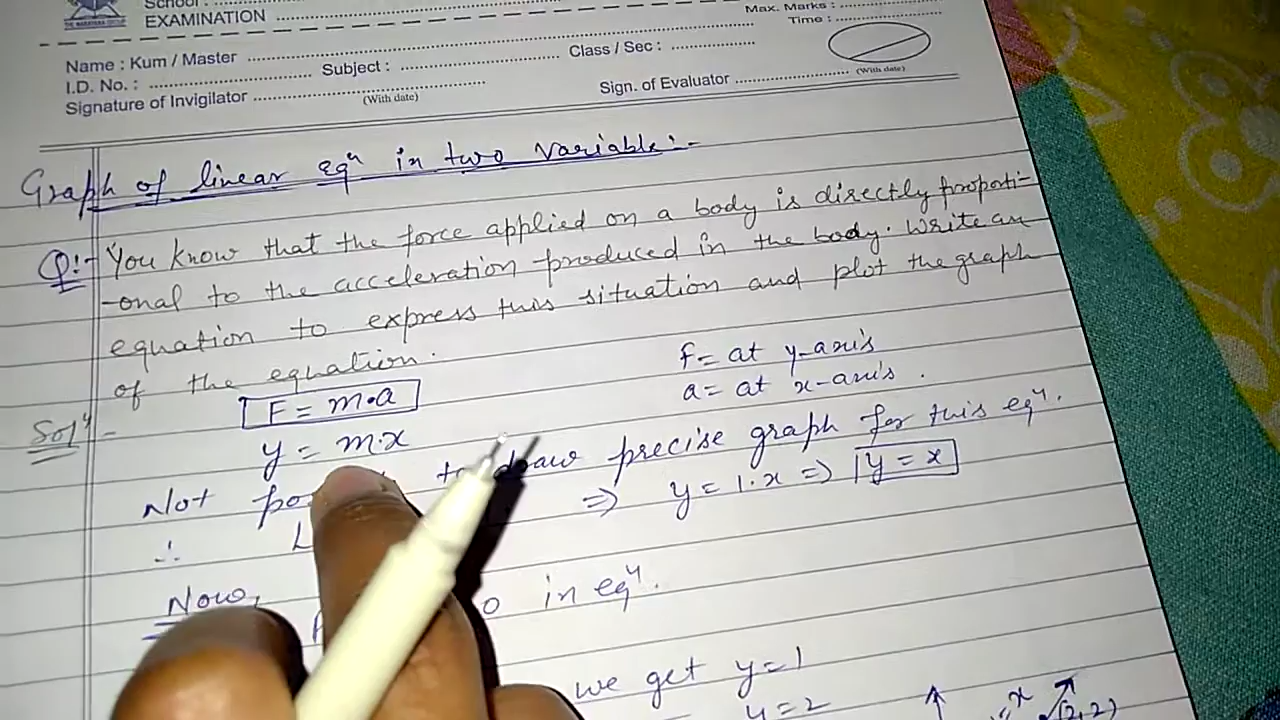 School :
EXAMINATION
Max. Marks :
Time :
Name : Kum / Master
I.D. No. : Subject : Class / Sec :
(With date)
Signature of Invigilator Sign. of Evaluator
(With date)
Graph of linear eqⁿ in two variable:-
Q:- You know that the force applied on a body is directly proporti-
-onal to the acceleration produced in the body. Write an
equation to express this situation and plot the graph
of the equation.
f = at y-axis
a = at x-axis.
Solⁿ- F = m·a
y = m·x
Not to draw precise graph for this eqⁿ.
∴ L => y = 1·x => y = x
Now, in eqⁿ.
we get y=1
y=2
(2,2)